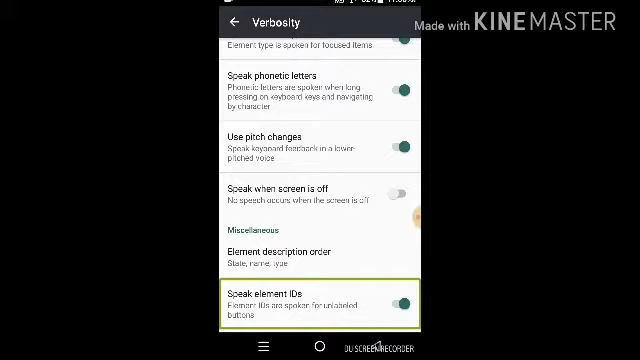 Verbosity
Made with KINEMASTER
Element type is spoken for focused items
Speak phonetic letters
Phonetic letters are spoken when long
pressing on keyboard keys and navigating
by character
Use pitch changes
Speak keyboard feedback in a lower-
pitched voice
Speak when screen is off
No speech occurs when the screen is off
Miscellaneous
Element description order
State, name, type
Speak element IDs
Element IDs are spoken for unlabeled
buttons
DU SCREEN RECORDER